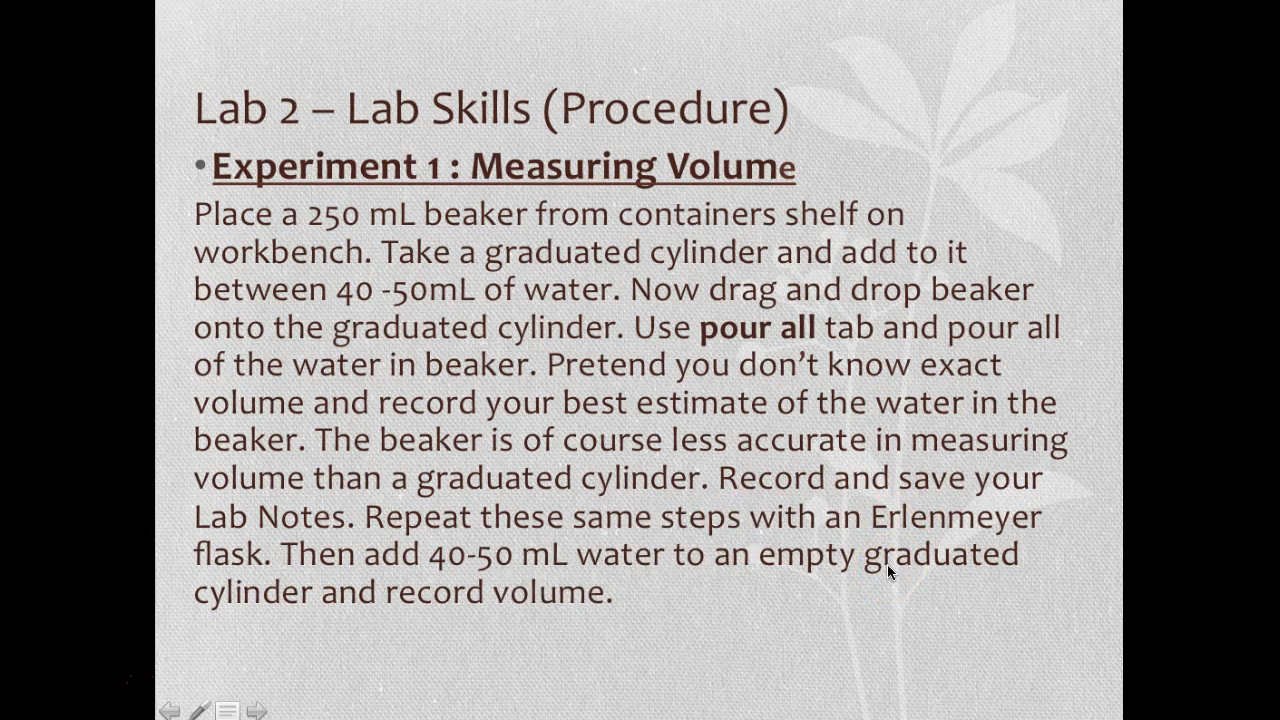 Lab 2 – Lab Skills (Procedure)
•Experiment 1 : Measuring Volume
Place a 250 mL beaker from containers shelf on
workbench. Take a graduated cylinder and add to it
between 40 -50mL of water. Now drag and drop beaker
onto the graduated cylinder. Use pour all tab and pour all
of the water in beaker. Pretend you don’t know exact
volume and record your best estimate of the water in the
beaker. The beaker is of course less accurate in measuring
volume than a graduated cylinder. Record and save your
Lab Notes. Repeat these same steps with an Erlenmeyer
flask. Then add 40-50 mL water to an empty graduated
cylinder and record volume.